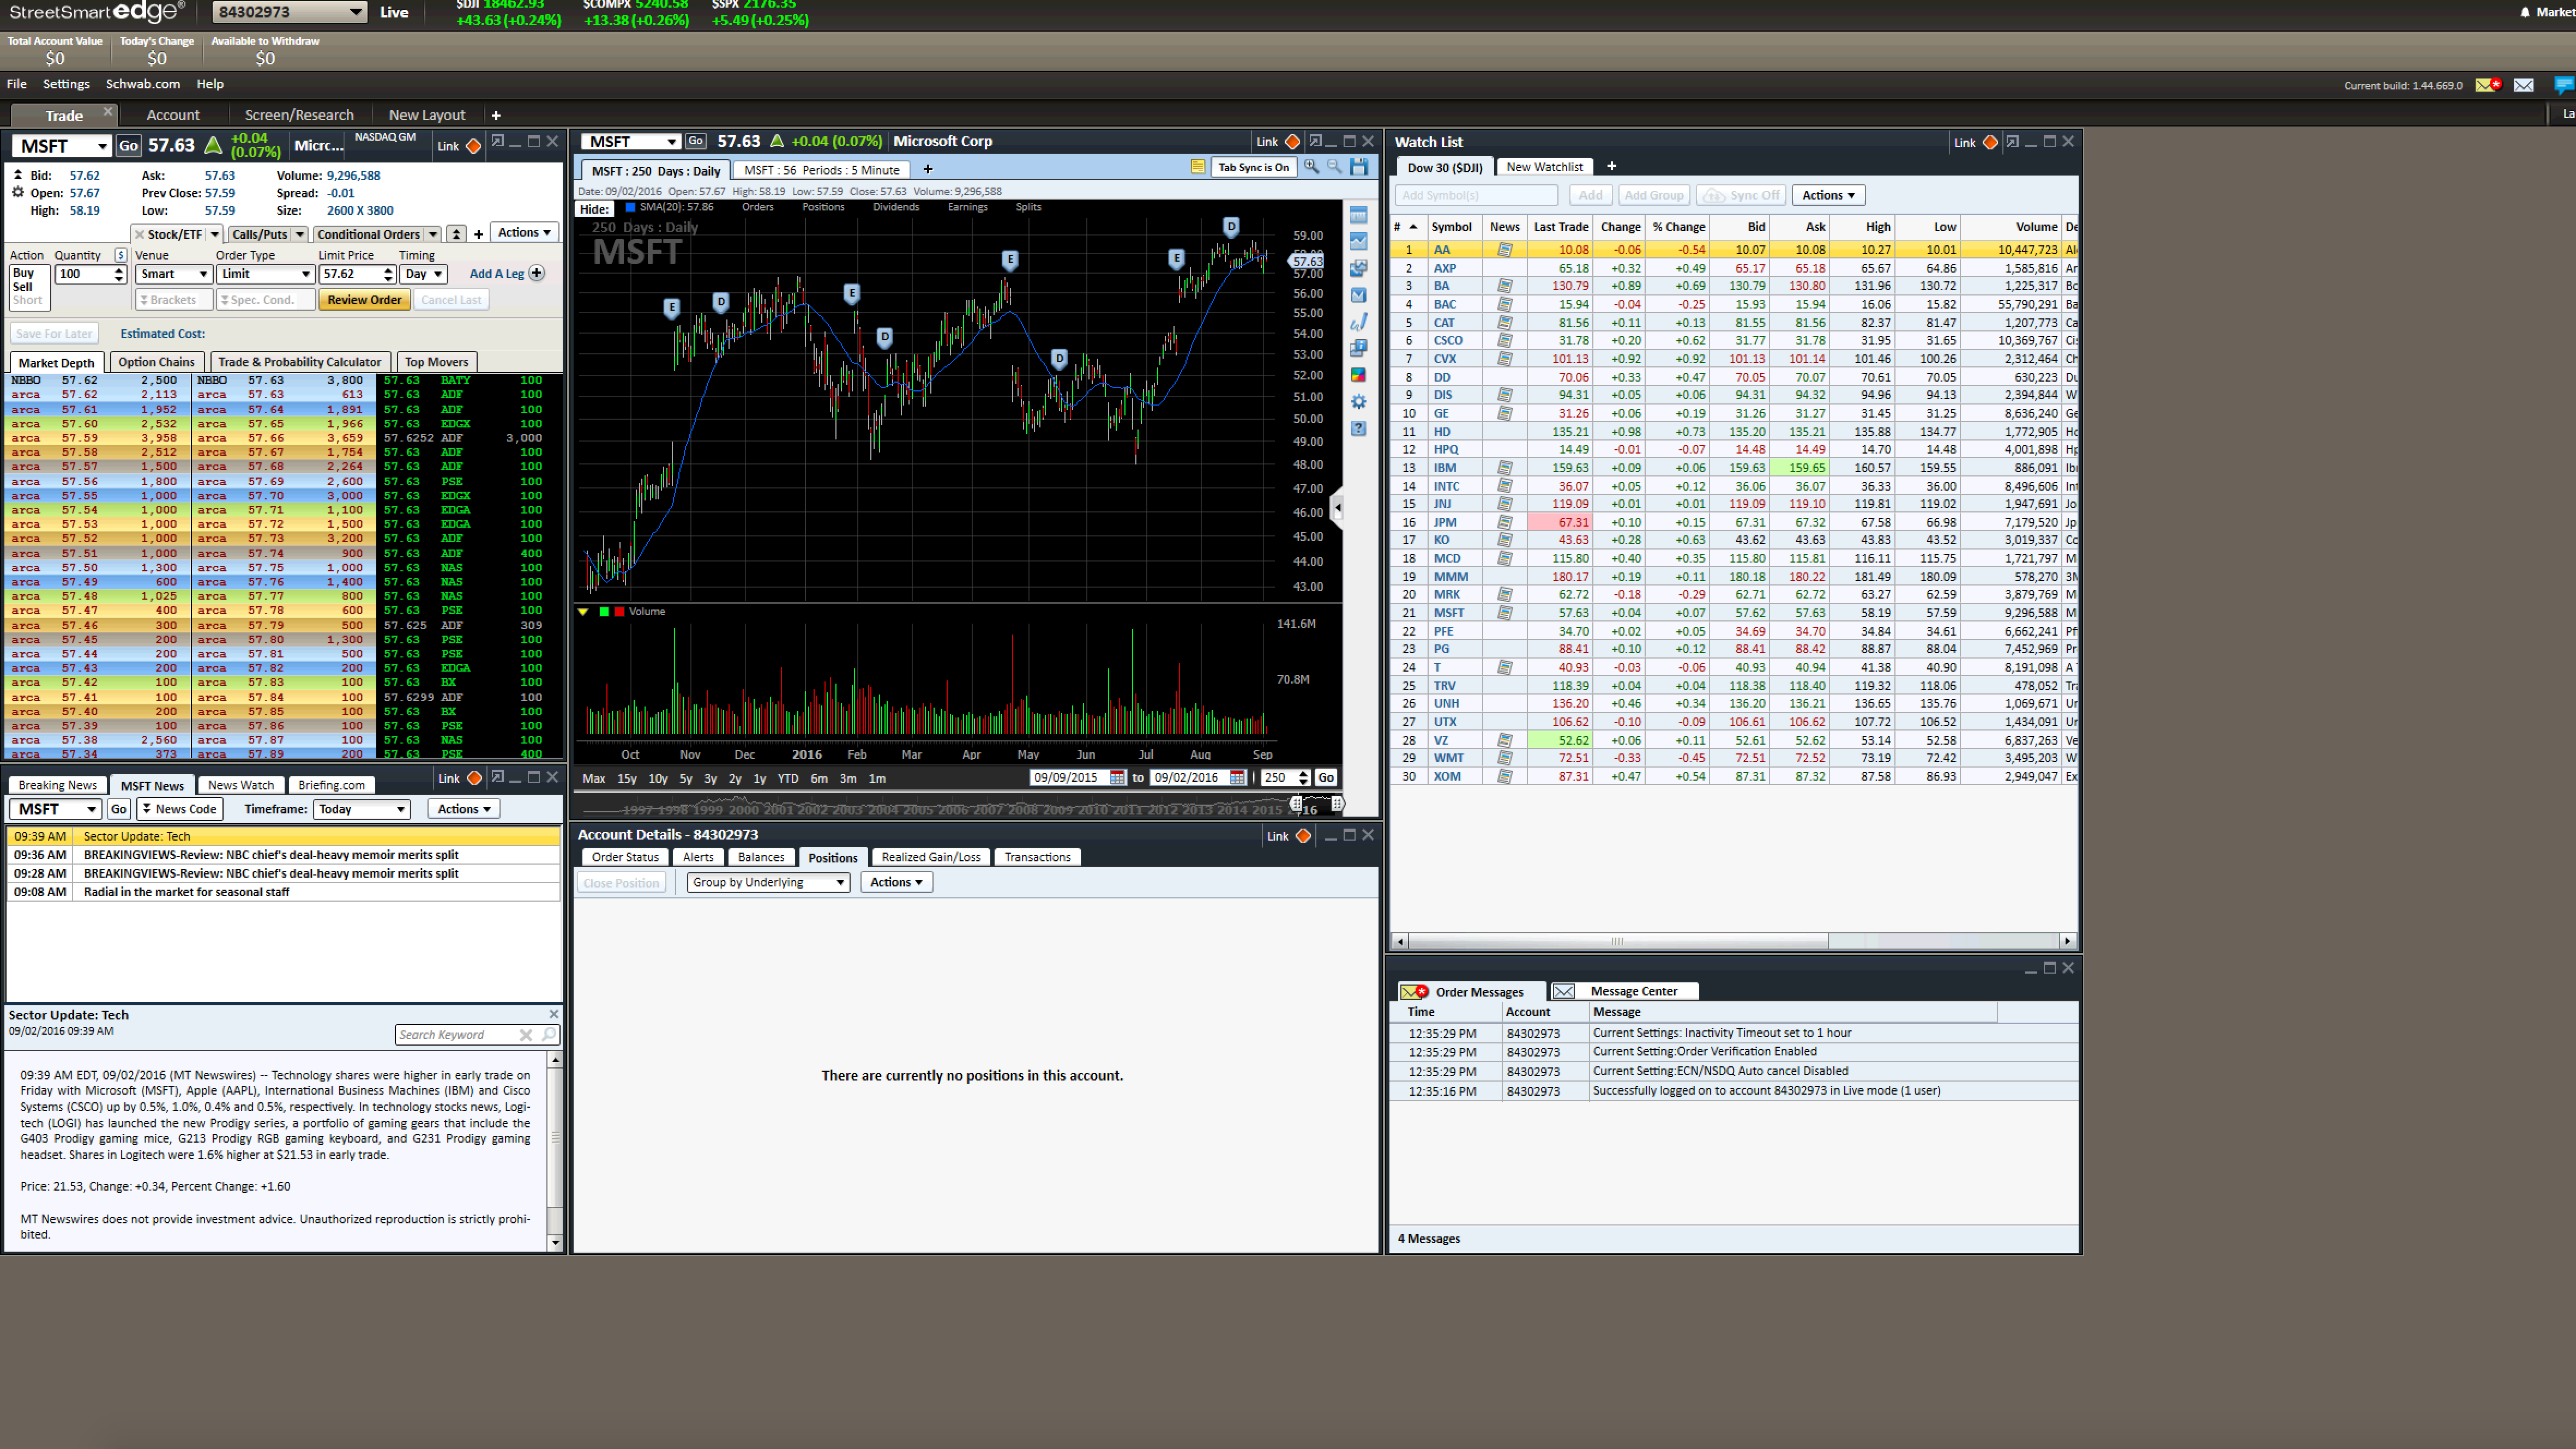 StreetSmart edge® 84302973 Live $DJI 18462.93 $COMPX 5240.58 $SPX 2176.35 Market
+43.63 (+0.24%) +13.38 (+0.26%) +5.49 (+0.25%)
Total Account Value Today's Change Available to Withdraw
$0 $0 $0
File Settings Schwab.com Help Current build: 1.44.669.0
Trade Account Screen/Research New Layout + La
MSFT Go 57.63 +0.04 (0.07%) Micrc... NASDAQ GM Link
Bid: 57.62 Ask: 57.63 Volume: 9,296,588
Open: 57.67 Prev Close: 57.59 Spread: -0.01
High: 58.19 Low: 57.59 Size: 2600 X 3800
Stock/ETF Calls/Puts Conditional Orders + Actions
Action Quantity $ Venue Order Type Limit Price Timing
Buy 100 Smart Limit 57.62 Day Add A Leg
Sell
Short Brackets Spec. Cond. Review Order Cancel Last
Save For Later Estimated Cost:
Market Depth Option Chains Trade & Probability Calculator Top Movers
NBBO 57.62 2,500 NBBO 57.63 3,800 57.63 BATY 100
arca 57.62 2,113 arca 57.63 613 57.63 ADF 100
arca 57.61 1,952 arca 57.64 1,891 57.63 ADF 100
arca 57.60 2,532 arca 57.65 1,966 57.63 EDGX 100
arca 57.59 3,958 arca 57.66 3,659 57.6252 ADF 3,000
arca 57.58 2,512 arca 57.67 1,754 57.63 ADF 100
arca 57.57 1,500 arca 57.68 2,264 57.63 ADF 100
arca 57.56 1,800 arca 57.69 2,600 57.63 PSE 100
arca 57.55 1,000 arca 57.70 3,000 57.63 EDGX 100
arca 57.54 1,000 arca 57.71 1,100 57.63 EDGA 100
arca 57.53 1,000 arca 57.72 1,500 57.63 EDGA 100
arca 57.52 1,000 arca 57.73 3,200 57.63 ADF 100
arca 57.51 1,000 arca 57.74 900 57.63 ADF 400
arca 57.50 1,300 arca 57.75 1,000 57.63 NAS 100
arca 57.49 600 arca 57.76 1,400 57.63 NAS 100
arca 57.48 1,025 arca 57.77 800 57.63 NAS 100
arca 57.47 400 arca 57.78 600 57.63 PSE 100
arca 57.46 300 arca 57.79 500 57.625 ADF 309
arca 57.45 200 arca 57.80 1,300 57.63 PSE 100
arca 57.44 200 arca 57.81 500 57.63 PSE 100
arca 57.43 200 arca 57.82 200 57.63 EDGA 100
arca 57.42 100 arca 57.83 100 57.63 BX 100
arca 57.41 100 arca 57.84 100 57.6299 ADF 100
arca 57.40 200 arca 57.85 100 57.63 BX 100
arca 57.39 100 arca 57.86 100 57.63 PSE 100
arca 57.38 2,560 arca 57.87 100 57.63 NAS 100
arca 57.34 373 arca 57.89 200 57.63 PSE 400
Breaking News MSFT News News Watch Briefing.com Link
MSFT Go News Code Timeframe: Today Actions
09:39 AM Sector Update: Tech
09:36 AM BREAKINGVIEWS-Review: NBC chief's deal-heavy memoir merits split
09:28 AM BREAKINGVIEWS-Review: NBC chief's deal-heavy memoir merits split
09:08 AM Radial in the market for seasonal staff
Sector Update: Tech
09/02/2016 09:39 AM Search Keyword
09:39 AM EDT, 09/02/2016 (MT Newswires) -- Technology shares were higher in early trade on
Friday with Microsoft (MSFT), Apple (AAPL), International Business Machines (IBM) and Cisco
Systems (CSCO) up by 0.5%, 1.0%, 0.4% and 0.5%, respectively. In technology stocks news, Logi-
tech (LOGI) has launched the new Prodigy series, a portfolio of gaming gears that include the
G403 Prodigy gaming mice, G213 Prodigy RGB gaming keyboard, and G231 Prodigy gaming
headset. Shares in Logitech were 1.6% higher at $21.53 in early trade.
Price: 21.53, Change: +0.34, Percent Change: +1.60
MT Newswires does not provide investment advice. Unauthorized reproduction is strictly prohi-
bited.
MSFT Go 57.63 +0.04 (0.07%) Microsoft Corp Link
MSFT : 250 Days : Daily MSFT : 56 Periods : 5 Minute + Tab Sync is On
Date: 09/02/2016 Open: 57.67 High: 58.19 Low: 57.59 Close: 57.63 Volume: 9,296,588
Hide: SMA(20): 57.86 Orders Positions Dividends Earnings Splits
250 Days : Daily
MSFT
E D E D E D E D
59.00
57.63
57.00
56.00
55.00
54.00
53.00
52.00
51.00
50.00
49.00
48.00
47.00
46.00
45.00
44.00
43.00
Volume
141.6M
70.8M
Oct Nov Dec 2016 Feb Mar Apr May Jun Jul Aug Sep
Max 15y 10y 5y 3y 2y 1y YTD 6m 3m 1m 09/09/2015 to 09/02/2016 250 Go
1997 1998 1999 2000 2001 2002 2003 2004 2005 2006 2007 2008 2009 2010 2011 2012 2013 2014 2015 16
Account Details - 84302973 Link
Order Status Alerts Balances Positions Realized Gain/Loss Transactions
Close Position Group by Underlying Actions
There are currently no positions in this account.
Watch List Link
Dow 30 ($DJI) New Watchlist +
Add Symbol(s) Add Add Group Sync Off Actions
# Symbol News Last Trade Change % Change Bid Ask High Low Volume De
1 AA 10.08 -0.06 -0.54 10.07 10.08 10.27 10.01 10,447,723 Al
2 AXP 65.18 +0.32 +0.49 65.17 65.18 65.67 64.86 1,585,816 Ar
3 BA 130.79 +0.89 +0.69 130.79 130.80 131.96 130.72 1,225,317 Bo
4 BAC 15.94 -0.04 -0.25 15.93 15.94 16.06 15.82 55,790,291 Ba
5 CAT 81.56 +0.11 +0.13 81.55 81.56 82.37 81.47 1,207,773 Ca
6 CSCO 31.78 +0.20 +0.62 31.77 31.78 31.95 31.65 10,369,767 Ci
7 CVX 101.13 +0.92 +0.92 101.13 101.14 101.46 100.26 2,312,464 Ch
8 DD 70.06 +0.33 +0.47 70.05 70.07 70.61 70.05 630,223 Du
9 DIS 94.31 +0.05 +0.06 94.31 94.32 94.96 94.13 2,394,844 W
10 GE 31.26 +0.06 +0.19 31.26 31.27 31.45 31.25 8,636,240 Ge
11 HD 135.21 +0.98 +0.73 135.20 135.21 135.88 134.77 1,772,905 Ho
12 HPQ 14.49 -0.01 -0.07 14.48 14.49 14.70 14.48 4,001,898 Hp
13 IBM 159.63 +0.09 +0.06 159.63 159.65 160.57 159.55 886,091 Ib
14 INTC 36.07 +0.05 +0.12 36.06 36.07 36.33 36.00 8,496,606 In
15 JNJ 119.09 +0.01 +0.01 119.09 119.10 119.81 119.02 1,947,691 Jo
16 JPM 67.31 +0.10 +0.15 67.31 67.32 67.58 66.98 7,179,520 Jp
17 KO 43.63 +0.28 +0.63 43.62 43.63 43.83 43.52 3,019,337 Co
18 MCD 115.80 +0.40 +0.35 115.80 115.81 116.11 115.75 1,721,797 M
19 MMM 180.17 +0.19 +0.11 180.18 180.22 181.49 180.09 578,270 3M
20 MRK 62.72 -0.18 -0.29 62.71 62.72 63.27 62.59 3,879,769 M
21 MSFT 57.63 +0.04 +0.07 57.62 57.63 58.19 57.59 9,296,588 M
22 PFE 34.70 +0.02 +0.05 34.69 34.70 34.84 34.61 6,662,241 Pf
23 PG 88.41 +0.10 +0.12 88.41 88.42 88.87 88.04 7,452,969 Pr
24 T 40.93 -0.03 -0.06 40.93 40.94 41.38 40.90 8,191,098 A
25 TRV 118.39 +0.04 +0.04 118.38 118.40 119.32 118.06 478,052 Tr
26 UNH 136.20 +0.46 +0.34 136.20 136.21 136.65 135.76 1,069,671 Ur
27 UTX 106.62 -0.10 -0.09 106.61 106.62 107.72 106.52 1,434,091 Ur
28 VZ 52.62 +0.06 +0.11 52.61 52.62 53.14 52.58 6,837,263 Ve
29 WMT 72.51 -0.33 -0.45 72.51 72.52 73.19 72.42 3,495,203 W
30 XOM 87.31 +0.47 +0.54 87.31 87.32 87.58 86.93 2,949,047 Ex
Order Messages Message Center
Time Account Message
12:35:29 PM 84302973 Current Settings: Inactivity Timeout set to 1 hour
12:35:29 PM 84302973 Current Setting:Order Verification Enabled
12:35:29 PM 84302973 Current Setting:ECN/NSDQ Auto cancel Disabled
12:35:16 PM 84302973 Successfully logged on to account 84302973 in Live mode (1 user)
4 Messages